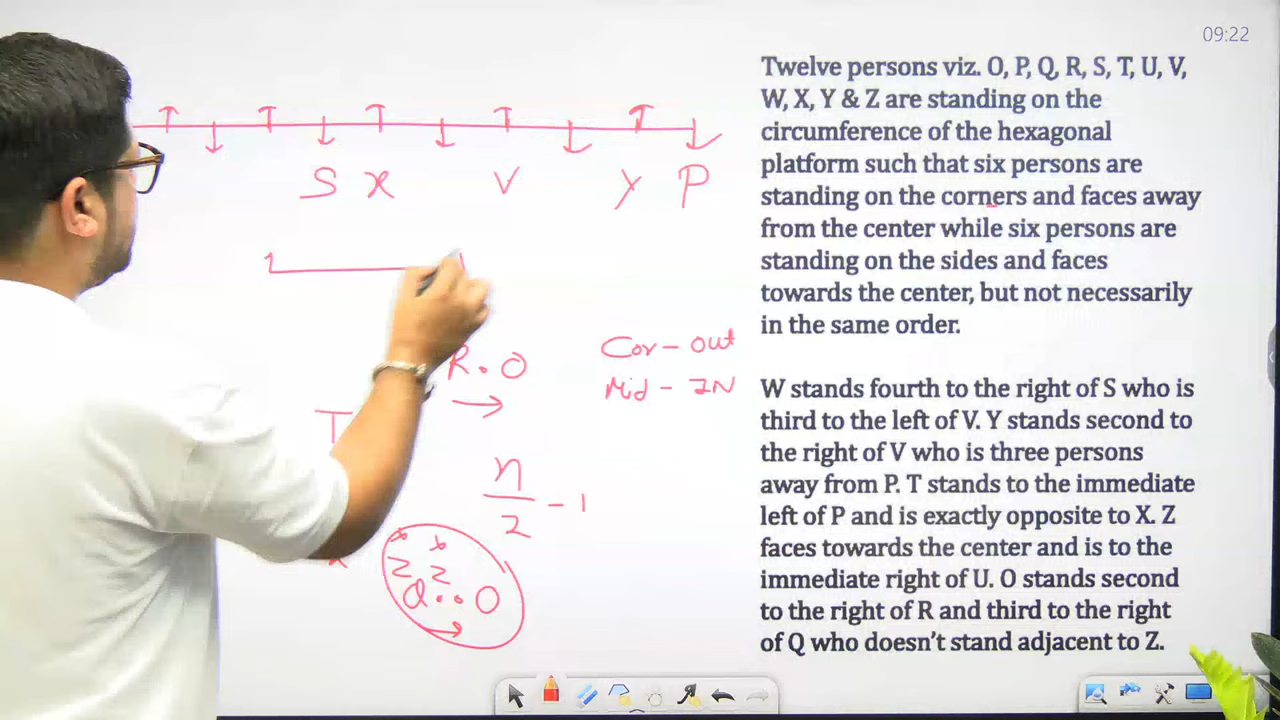 09:22
Twelve persons viz. O, P, Q, R, S, T, U, V,
W, X, Y & Z are standing on the
circumference of the hexagonal
platform such that six persons are
standing on the corners and faces away
from the center while six persons are
standing on the sides and faces
towards the center, but not necessarily
in the same order.
W stands fourth to the right of S who is
third to the left of V. Y stands second to
the right of V who is three persons
away from P. T stands to the immediate
left of P and is exactly opposite to X. Z
faces towards the center and is to the
immediate right of U. O stands second
to the right of R and third to the right
of Q who doesn't stand adjacent to Z.
S X V Y P
R . O
Cor - out
Mid - IN
T
n/2 - 1
x x
Z Z
Q . . O